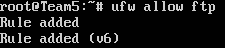 root@Team5:~# ufw allow ftp
Rule added
Rule added (v6)